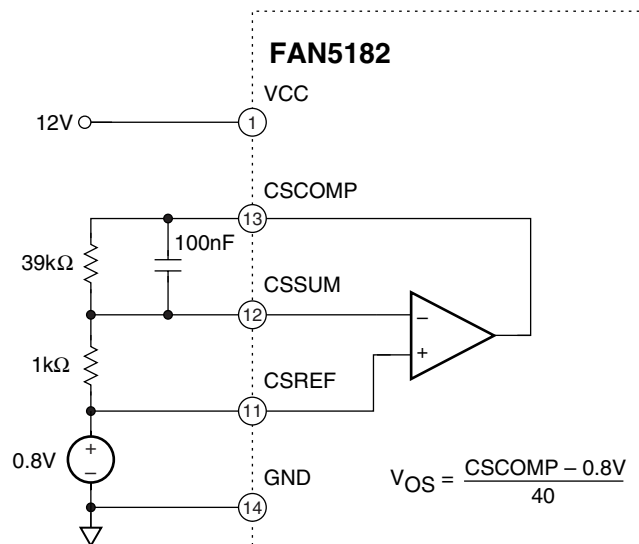 FAN5182
VCC
12V
1
CSCOMP
13
100nF
39kΩ
CSSUM
12
−
+
1kΩ
CSREF
11
+
−
0.8V
GND
14
V_OS = (CSCOMP – 0.8V) / 40